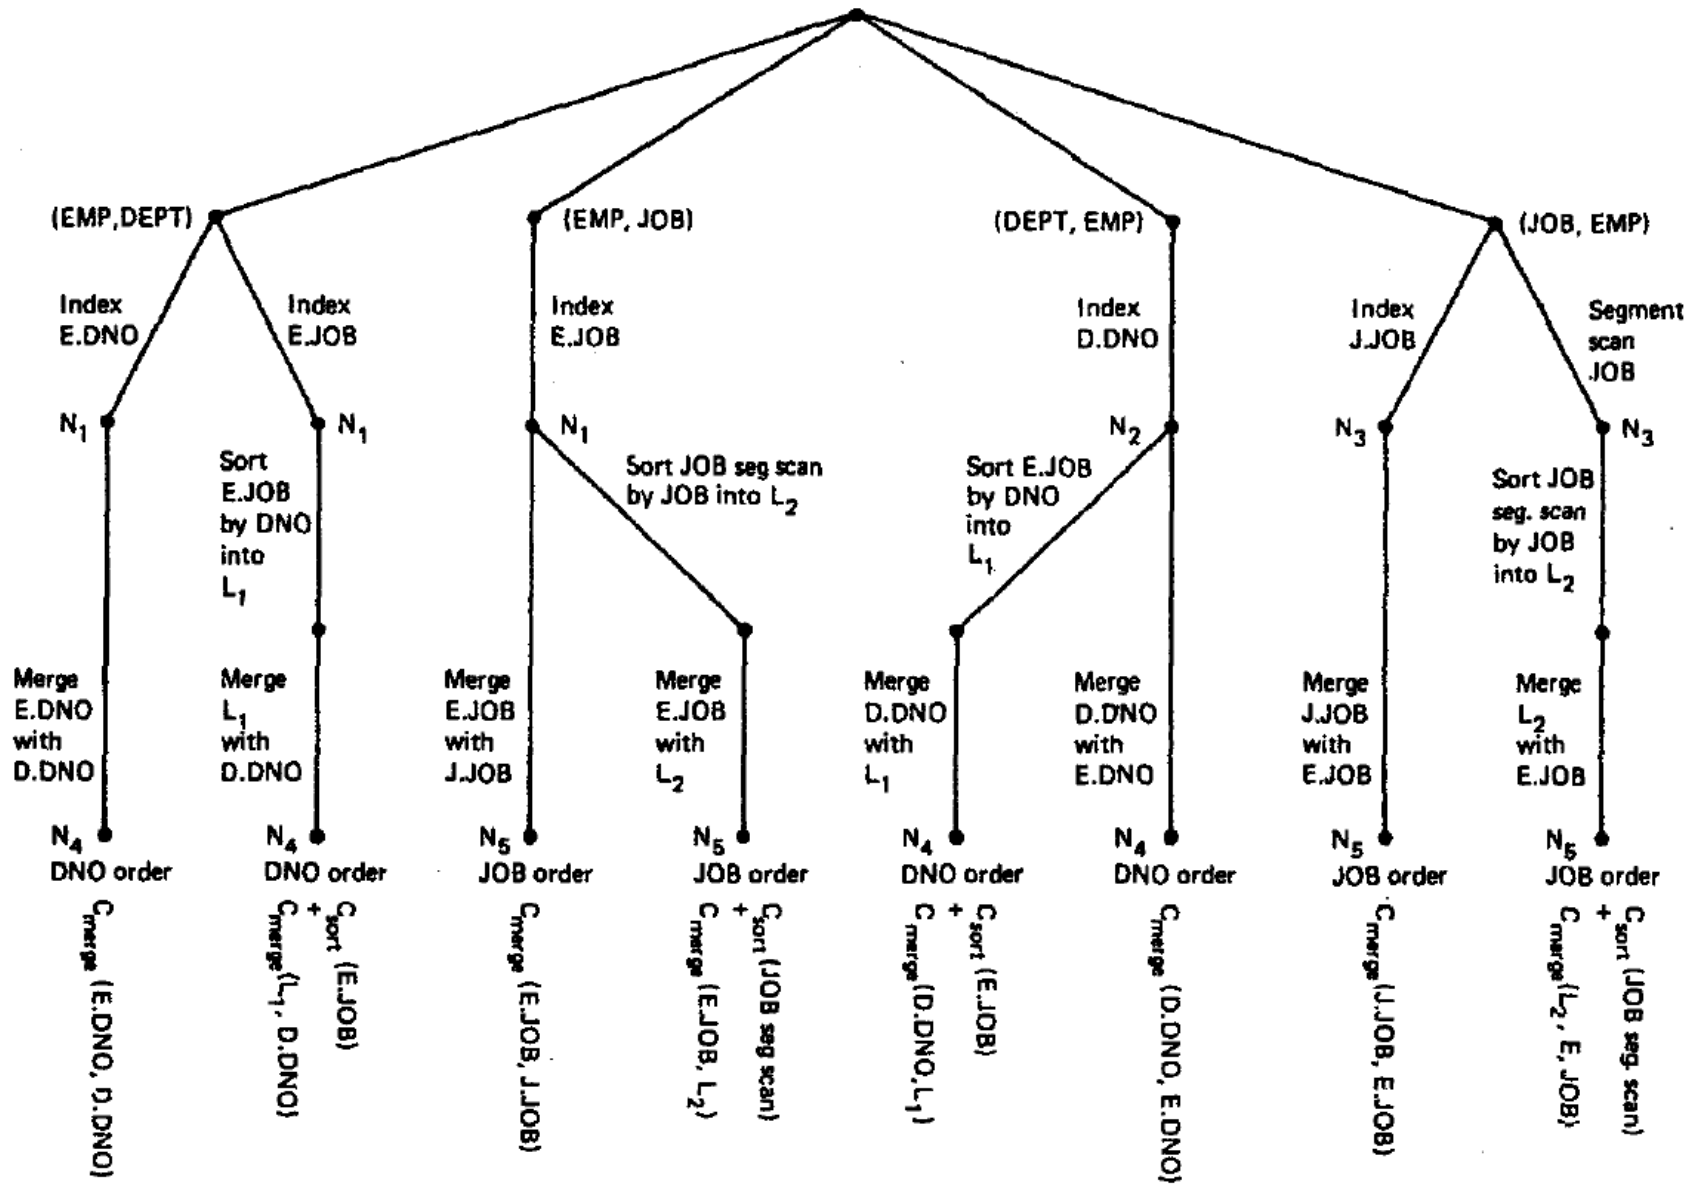 (EMP,DEPT)
(EMP, JOB)
(DEPT, EMP)
(JOB, EMP)
Index
E.DNO
Index
E.JOB
Index
E.JOB
Index
D.DNO
Index
J.JOB
Segment
scan
JOB
N1
N1
N1
N2
N3
N3
Sort
E.JOB
by DNO
into
L1
Sort JOB seg scan
by JOB into L2
Sort E.JOB
by DNO
into
L1
Sort JOB
seg. scan
by JOB
into L2
Merge
E.DNO
with
D.DNO
Merge
L1
with
D.DNO
Merge
E.JOB
with
J.JOB
Merge
E.JOB
with
L2
Merge
D.DNO
with
L1
Merge
D.DNO
with
E.DNO
Merge
J.JOB
with
E.JOB
Merge
L2
with
E.JOB
N4
DNO order
N4
DNO order
N5
JOB order
N5
JOB order
N4
DNO order
N4
DNO order
N5
JOB order
N5
JOB order
Cmerge (E.DNO, D.DNO)
Csort (E.JOB)
+
Cmerge (L1, D.DNO)
Cmerge (E.JOB, J.JOB)
Csort (JOB seg scan)
+
Cmerge (E.JOB, L2)
Csort (E.JOB)
+
Cmerge (D.DNO, L1)
Cmerge (D.DNO, E.DNO)
Cmerge (J.JOB, E.JOB)
Csort (JOB seg. scan)
+
Cmerge (L2, E, JOB)